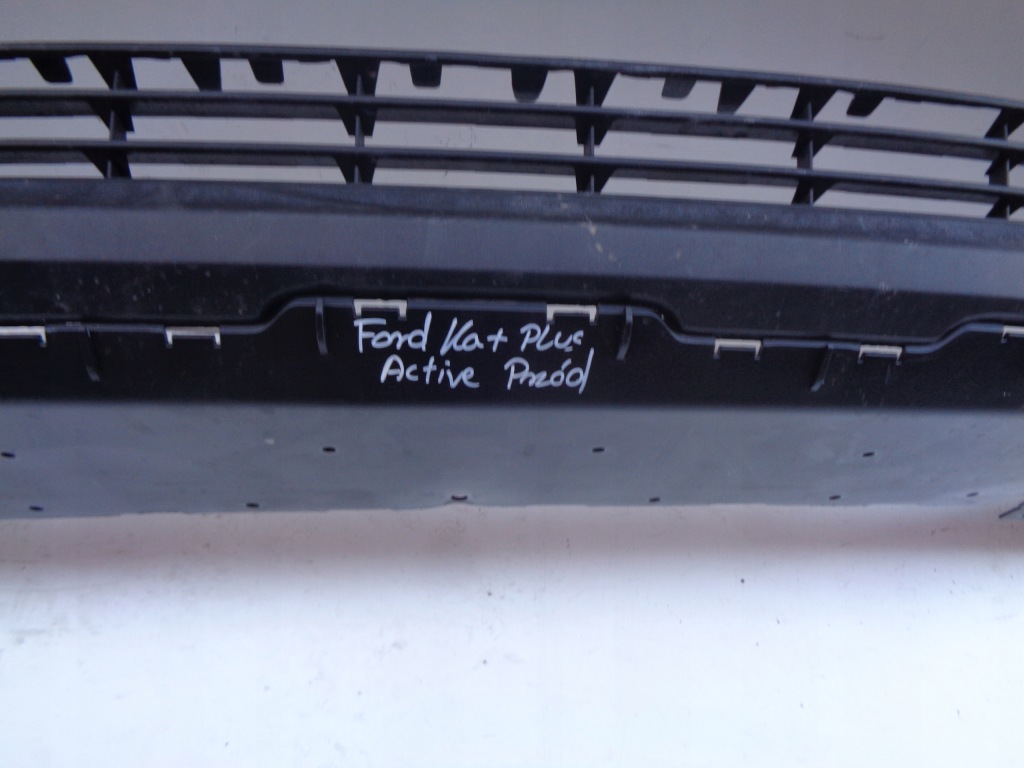 Ford Ka+ Plus
Active Przód